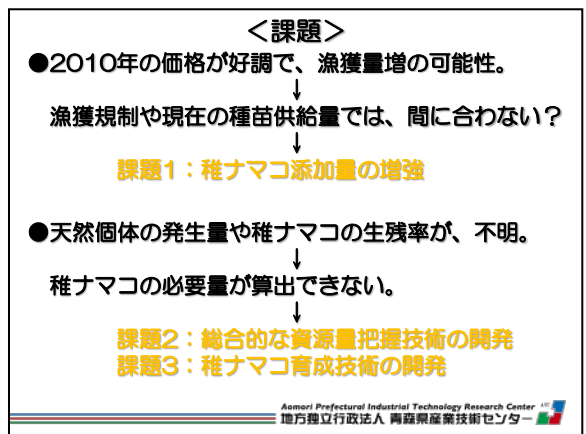 ＜課題＞
●2010年の価格が好調で、漁獲量増の可能性。
↓
漁獲規制や現在の種苗供給量では、間に合わない？
↓
課題1：稚ナマコ添加量の増強
●天然個体の発生量や稚ナマコの生残率が、不明。
↓
稚ナマコの必要量が算出できない。
↓
課題2：総合的な資源量把握技術の開発
課題3：稚ナマコ育成技術の開発
Aomori Prefectural Industrial Technology Research Center
地方独立行政法人 青森県産業技術センター